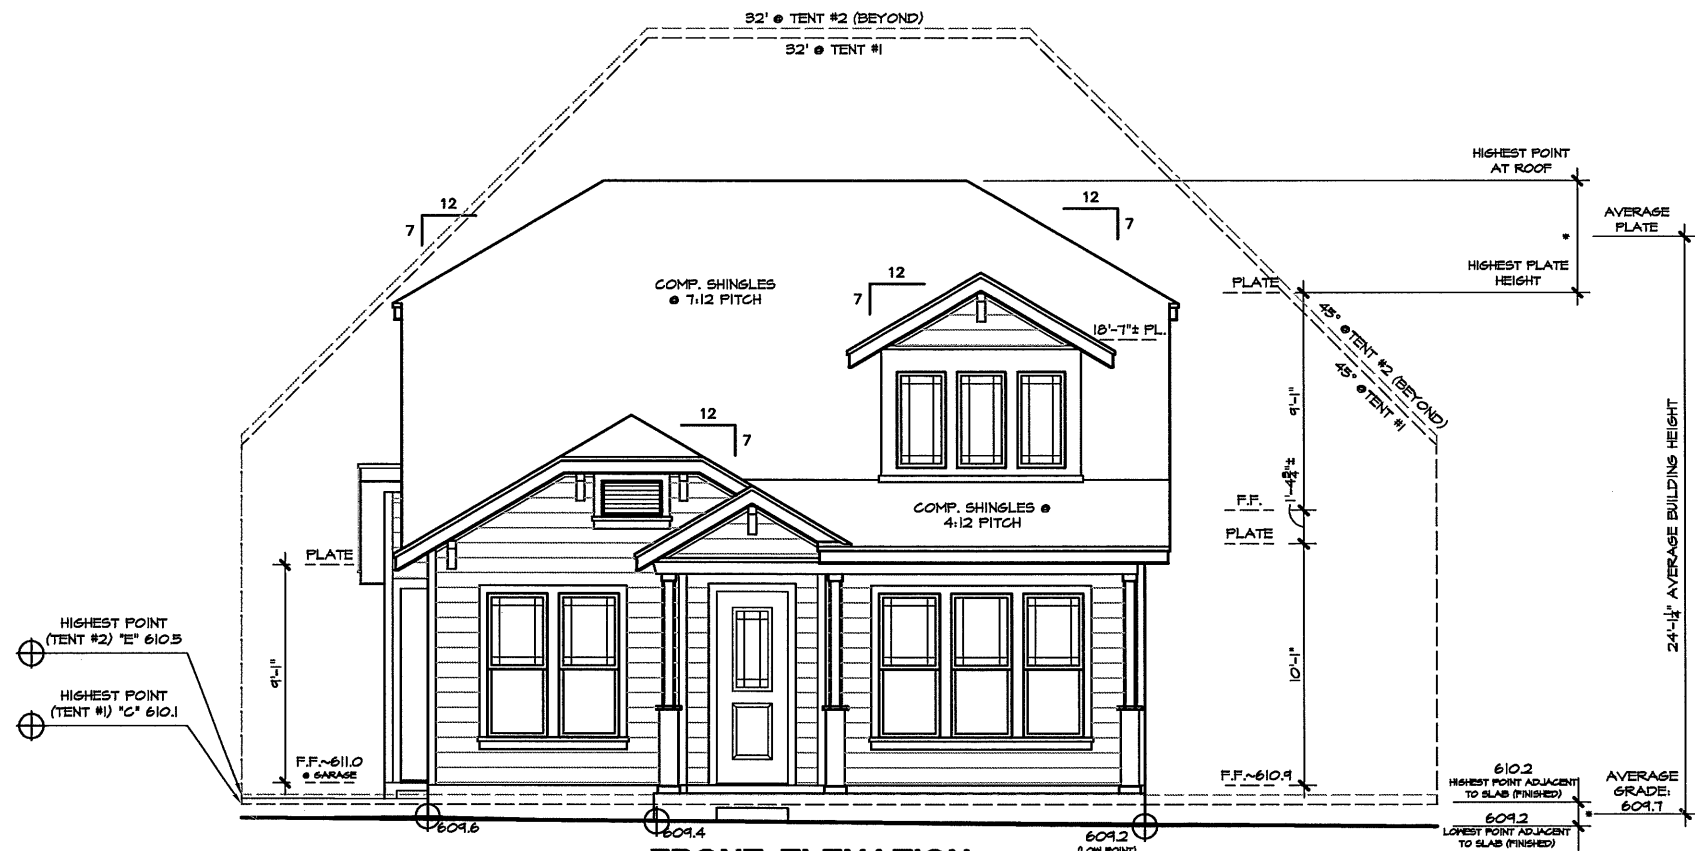 32' @ TENT #2 (BEYOND)
32' @ TENT #1
HIGHEST POINT
AT ROOF
12
7
12
7
AVERAGE
PLATE
*
HIGHEST PLATE
HEIGHT
COMP. SHINGLES
@ 7:12 PITCH
12
7
PLATE
45° @ TENT #2 (BEYOND)
45° @ TENT #1
18'-7"± PL.
9'-1"
12
7
24'-1¼" AVERAGE BUILDING HEIGHT
F.F.
COMP. SHINGLES @
4:12 PITCH
PLATE
PLATE
HIGHEST POINT
(TENT #2) "E" 610.5
9'-1"
10'-1"
HIGHEST POINT
(TENT #1) "C" 610.1
F.F.~611.0
@ GARAGE
F.F.~610.9
610.2
HIGHEST POINT ADJACENT
TO SLAB (FINISHED)
AVERAGE
GRADE:
609.7
*
609.6
609.4
609.2
(LOW POINT)
609.2
LOWEST POINT ADJACENT
TO SLAB (FINISHED)
FRONT ELEVATION